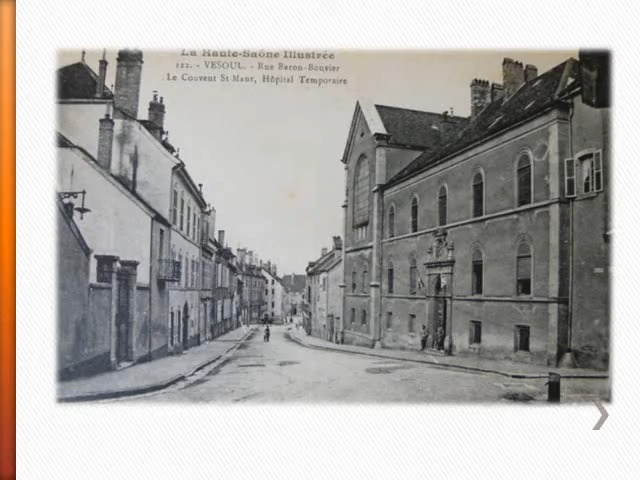 La Haute-Saône Illustrée
122. - VESOUL. - Rue Baron-Bouvier
Le Couvent St Maur, Hôpital Temporaire